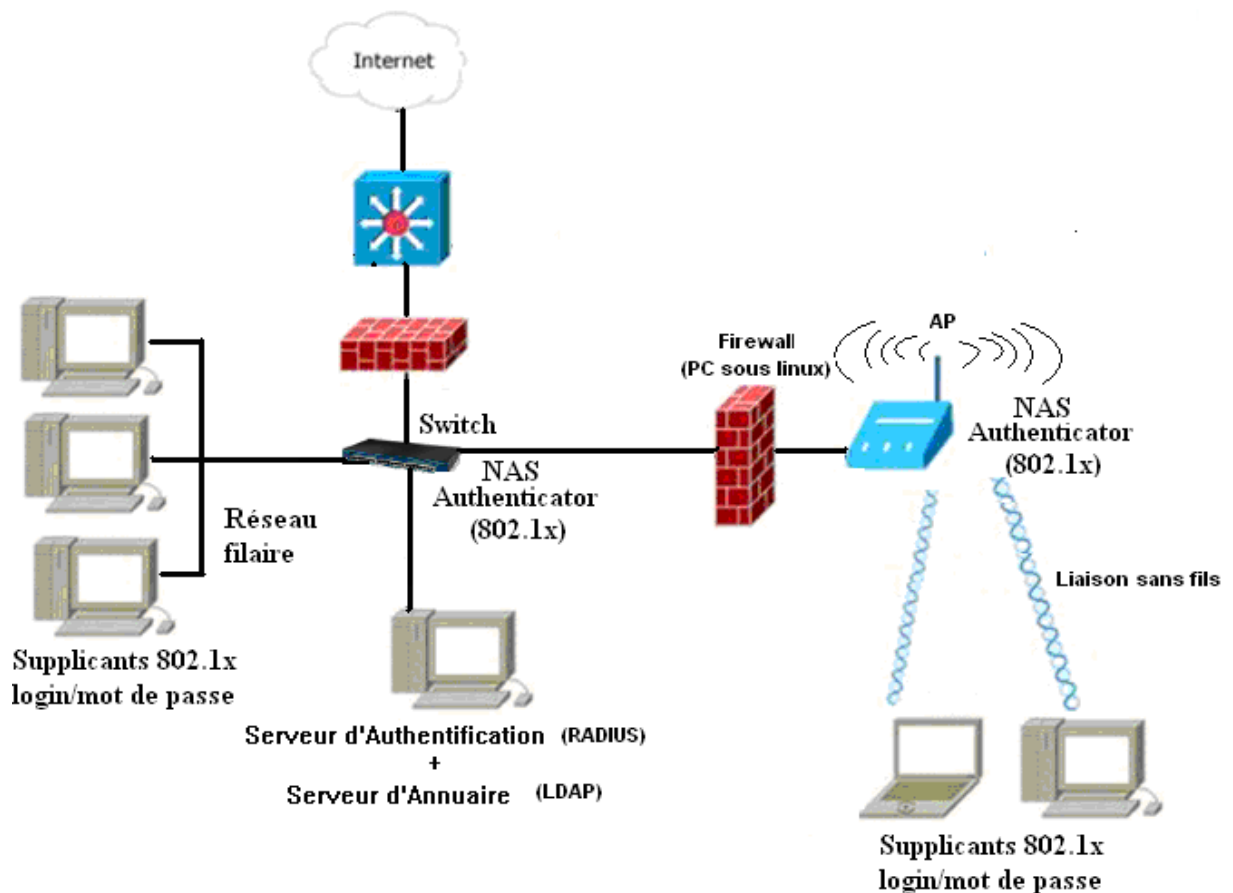 Internet
AP
Firewall
(PC sous linux)
NAS
Authenticator
(802.1x)
Switch
NAS
Authenticator
(802.1x)
Réseau
filaire
Liaison sans fils
Supplicants 802.1x
login/mot de passe
Serveur d'Authentification (RADIUS)
+
Serveur d'Annuaire (LDAP)
Supplicants 802.1x
login/mot de passe